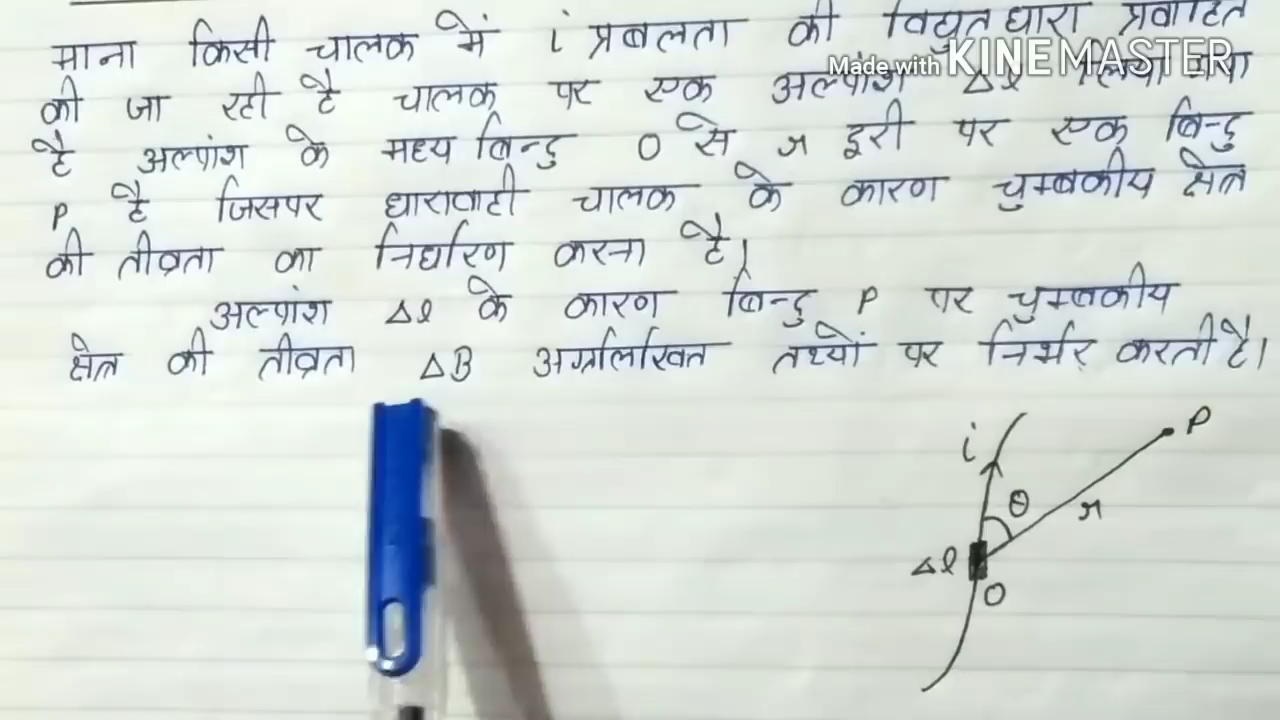 माना किसी चालक में i प्रबलता की विद्युत धारा प्रवाहित
की जा रही है चालक पर एक अल्पांश Δl लिया गया
है अल्पांश के मध्य बिन्दु O से r दूरी पर एक बिन्दु
P है जिसपर धारावाही चालक के कारण चुम्बकीय क्षेत्र
की तीव्रता का निर्धारण करना है।
अल्पांश Δl के कारण बिन्दु P पर चुम्बकीय
क्षेत्र की तीव्रता ΔB अग्रलिखित तथ्यों पर निर्भर करती है।
Made with KINEMASTER
i
P
θ
r
Δl
O